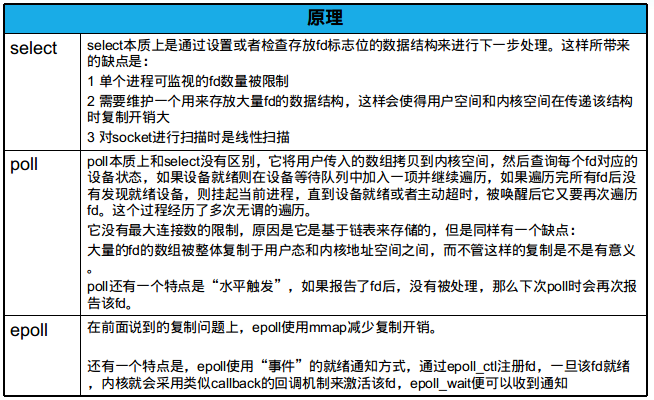 原理
select
select本质上是通过设置或者检查存放fd标志位的数据结构来进行下一步处理。这样所带来
的缺点是：
1 单个进程可监视的fd数量被限制
2 需要维护一个用来存放大量fd的数据结构，这样会使得用户空间和内核空间在传递该结构
时复制开销大
3 对socket进行扫描时是线性扫描
poll
poll本质上和select没有区别，它将用户传入的数组拷贝到内核空间，然后查询每个fd对应的
设备状态，如果设备就绪则在设备等待队列中加入一项并继续遍历，如果遍历完所有fd后没
有发现就绪设备，则挂起当前进程，直到设备就绪或者主动超时，被唤醒后它又要再次遍历
fd。这个过程经历了多次无谓的遍历。
它没有最大连接数的限制，原因是它是基于链表来存储的，但是同样有一个缺点：
大量的fd的数组被整体复制于用户态和内核地址空间之间，而不管这样的复制是不是有意义
。
poll还有一个特点是“水平触发”，如果报告了fd后，没有被处理，那么下次poll时会再次报
告该fd。
epoll
在前面说到的复制问题上，epoll使用mmap减少复制开销。
还有一个特点是，epoll使用“事件”的就绪通知方式，通过epoll_ctl注册fd，一旦该fd就绪
，内核就会采用类似callback的回调机制来激活该fd，epoll_wait便可以收到通知